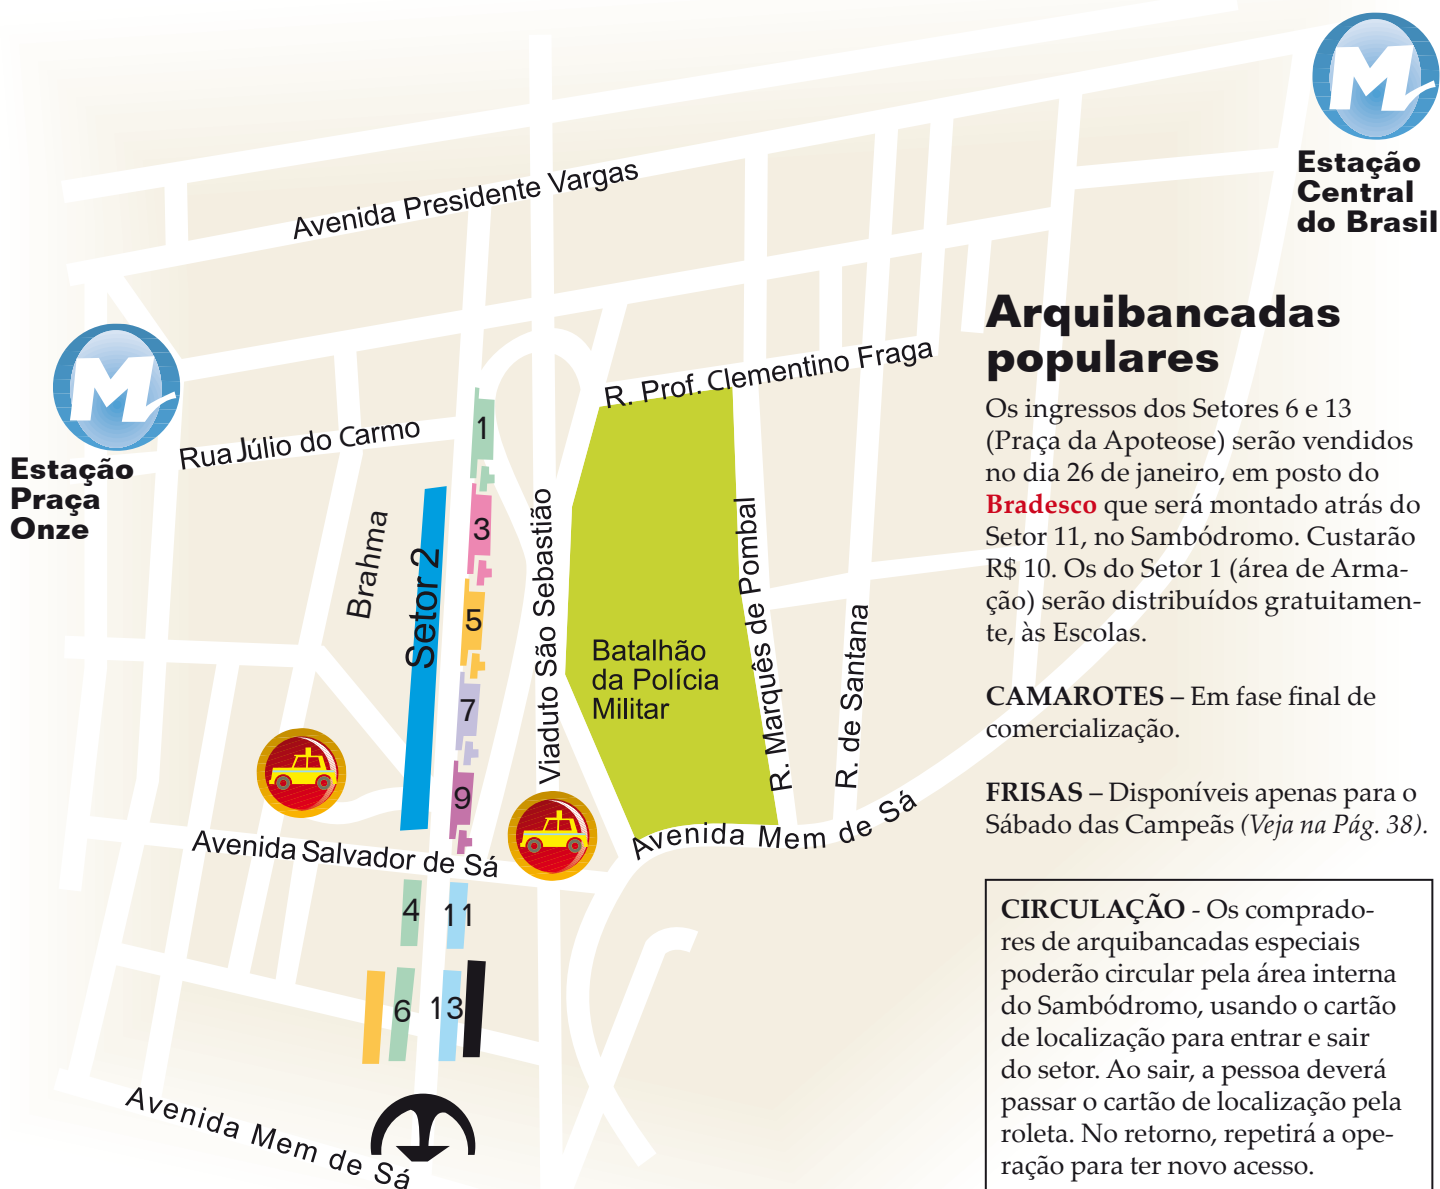 Avenida Presidente Vargas
M
Estação
Central
do Brasil
M
Estação
Praça
Onze
Rua Júlio do Carmo
R. Prof. Clementino Fraga
Brahma
Setor 2
1
3
5
7
9
Viaduto São Sebastião
Batalhão
da Polícia
Militar
R. Marquês de Pombal
R. de Santana
Avenida Mem de Sá
Avenida Salvador de Sá
4
11
6
13
Avenida Mem de Sá
Arquibancadas
populares
Os ingressos dos Setores 6 e 13
(Praça da Apoteose) serão vendidos
no dia 26 de janeiro, em posto do
Bradesco que será montado atrás do
Setor 11, no Sambódromo. Custarão
R$ 10. Os do Setor 1 (área de Arma-
ção) serão distribuídos gratuitamen-
te, às Escolas.
CAMAROTES – Em fase final de
comercialização.
FRISAS – Disponíveis apenas para o
Sábado das Campeãs (Veja na Pág. 38).
CIRCULAÇÃO - Os comprado-
res de arquibancadas especiais
poderão circular pela área interna
do Sambódromo, usando o cartão
de localização para entrar e sair
do setor. Ao sair, a pessoa deverá
passar o cartão de localização pela
roleta. No retorno, repetirá a ope-
ração para ter novo acesso.